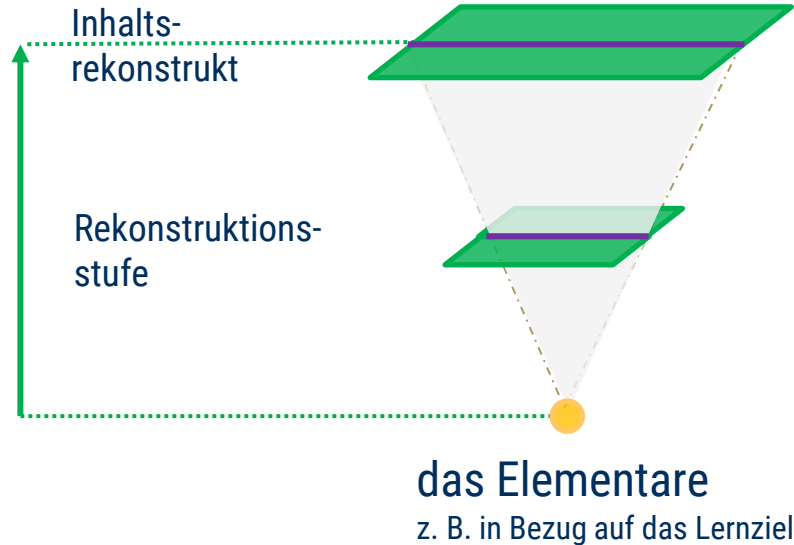 Inhalts-
rekonstrukt
Rekonstruktions-
stufe
das Elementare
z. B. in Bezug auf das Lernziel